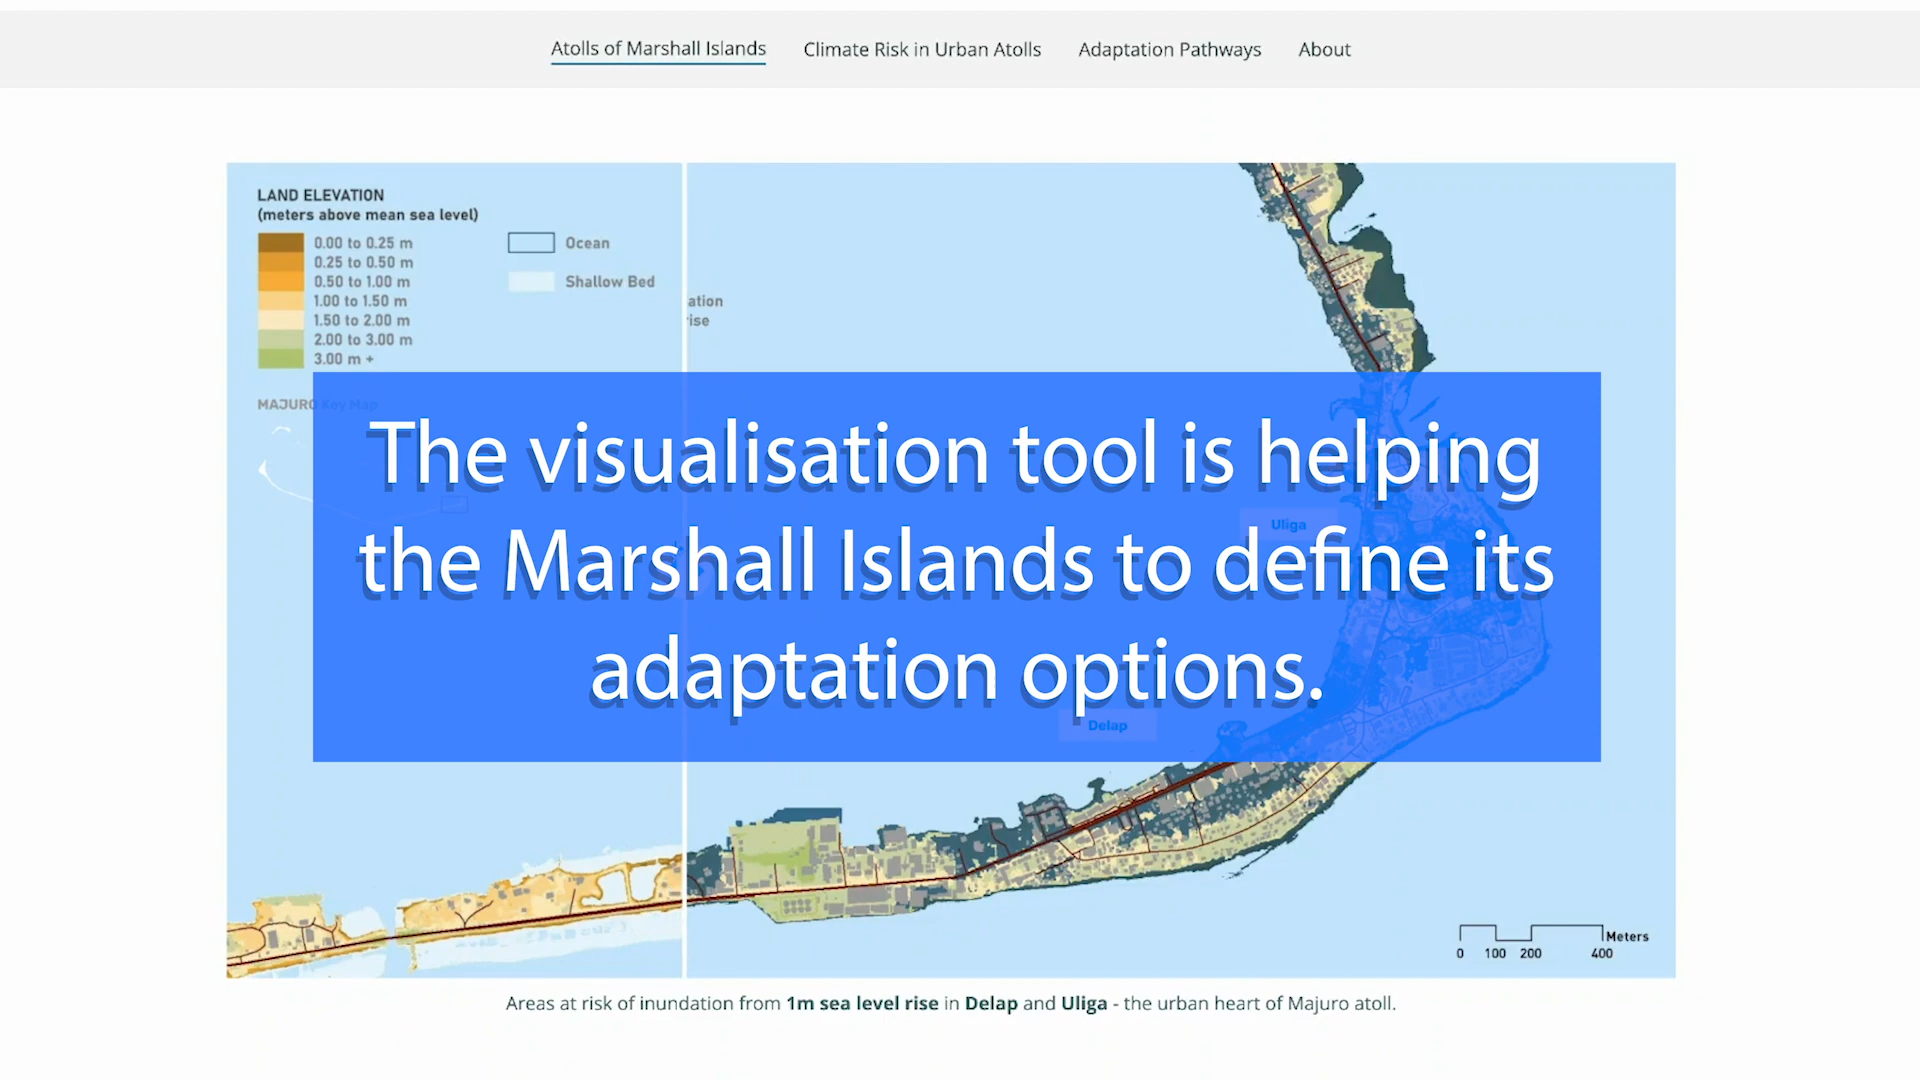 Atolls of Marshall Islands
Climate Risk in Urban Atolls
Adaptation Pathways
About
LAND ELEVATION
(meters above mean sea level)
0.00 to 0.25 m
0.25 to 0.50 m
0.50 to 1.00 m
1.00 to 1.50 m
1.50 to 2.00 m
2.00 to 3.00 m
3.00 m +
Ocean
Shallow Bed
ation
rise
MAJURO Key Map
The visualisation tool is helping
the Marshall Islands to define its
adaptation options.
Uliga
Delap
Meters
0 100 200 400
Areas at risk of inundation from 1m sea level rise in Delap and Uliga - the urban heart of Majuro atoll.